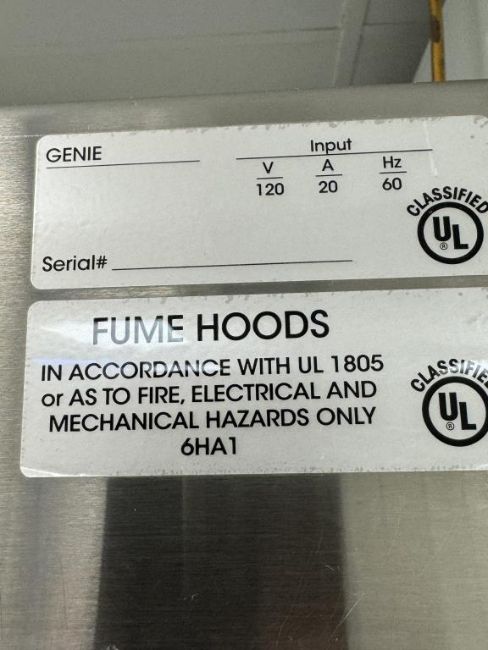 GENIE
Input
V A Hz
120 20 60
CLASSIFIED
UL
®
Serial#
FUME HOODS
IN ACCORDANCE WITH UL 1805
or AS TO FIRE, ELECTRICAL AND
MECHANICAL HAZARDS ONLY
6HA1
CLASSIFIE
UL
®